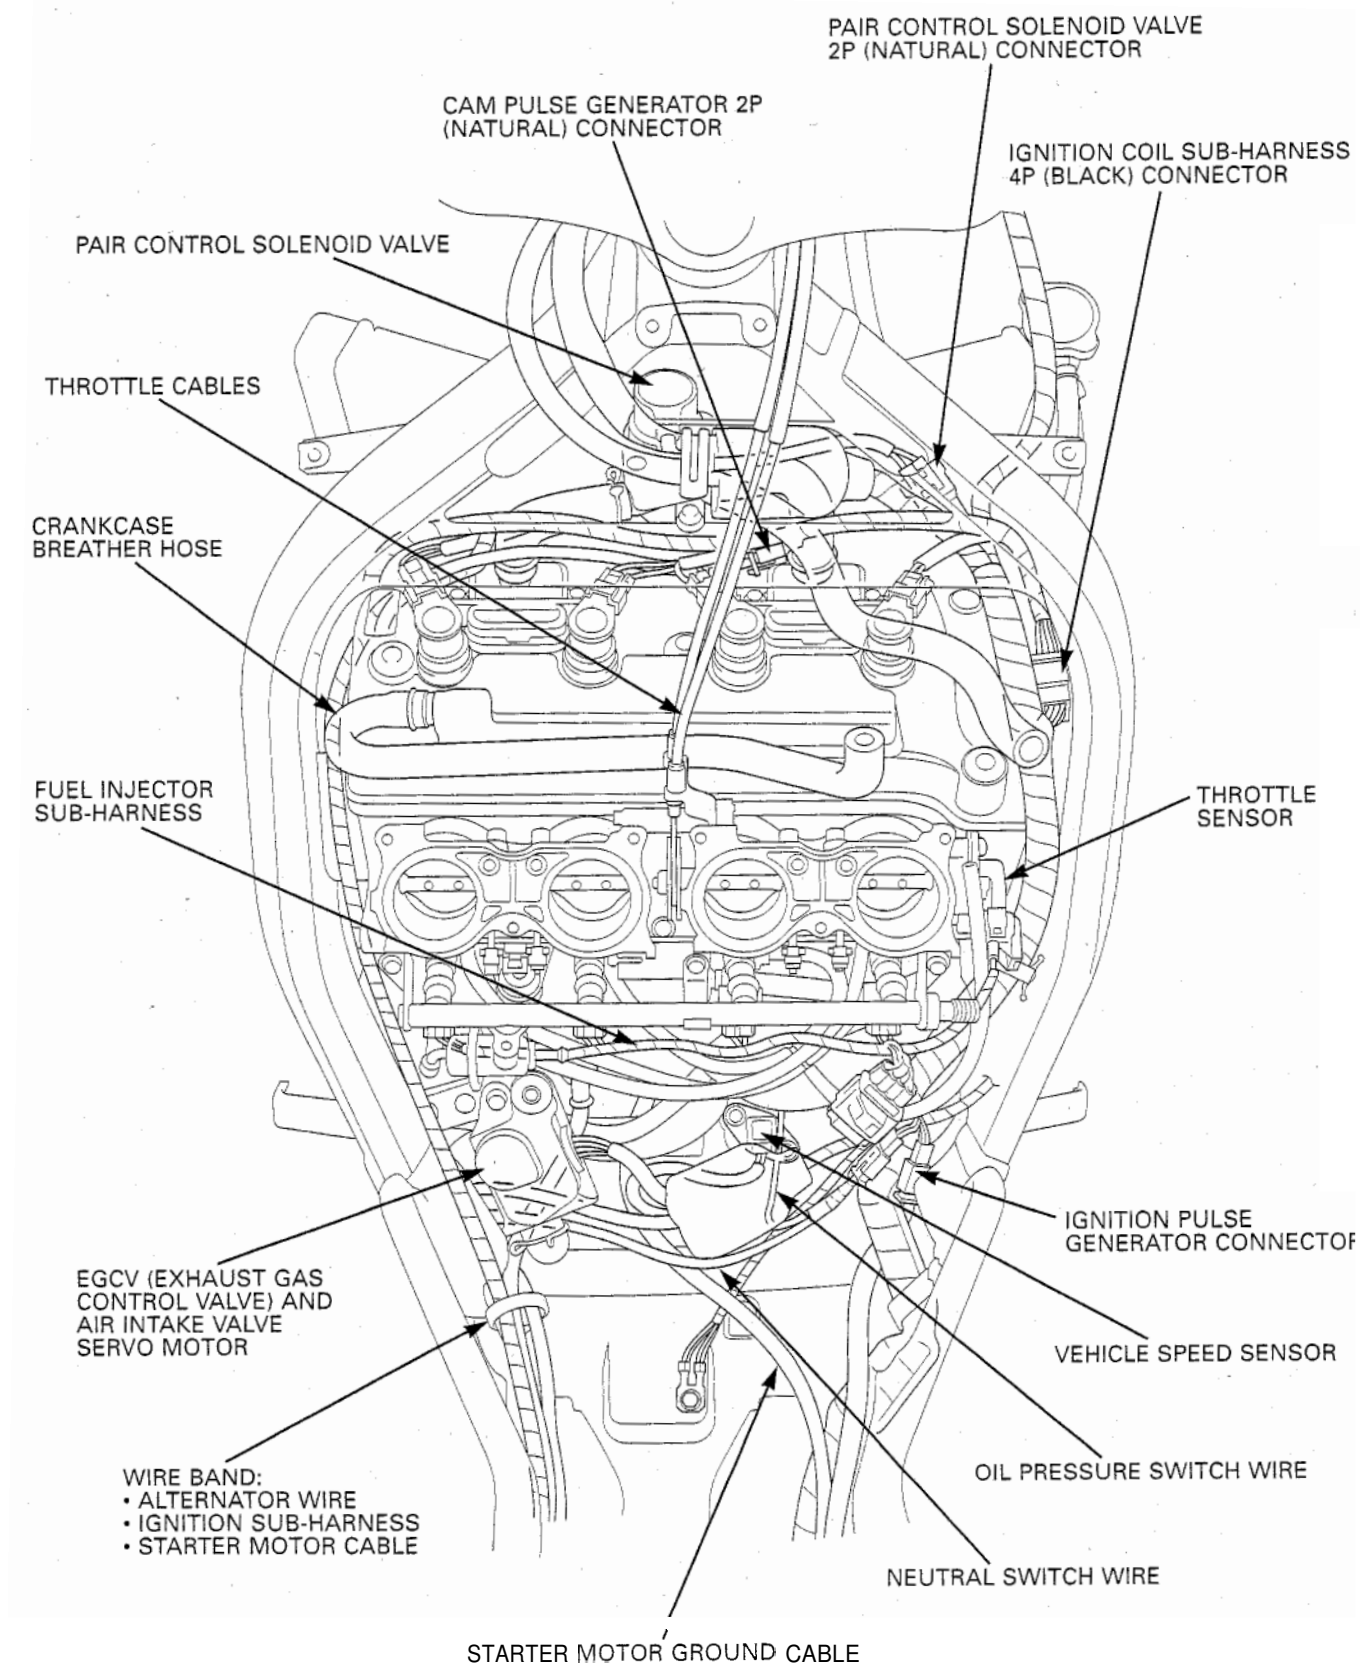 PAIR CONTROL SOLENOID VALVE
2P (NATURAL) CONNECTOR
CAM PULSE GENERATOR 2P
(NATURAL) CONNECTOR
IGNITION COIL SUB-HARNESS
4P (BLACK) CONNECTOR
PAIR CONTROL SOLENOID VALVE
THROTTLE CABLES
CRANKCASE
BREATHER HOSE
FUEL INJECTOR
SUB-HARNESS
THROTTLE
SENSOR
IGNITION PULSE
GENERATOR CONNECTOR
EGCV (EXHAUST GAS
CONTROL VALVE) AND
AIR INTAKE VALVE
SERVO MOTOR
VEHICLE SPEED SENSOR
OIL PRESSURE SWITCH WIRE
WIRE BAND:
• ALTERNATOR WIRE
• IGNITION SUB-HARNESS
• STARTER MOTOR CABLE
NEUTRAL SWITCH WIRE
STARTER MOTOR GROUND CABLE